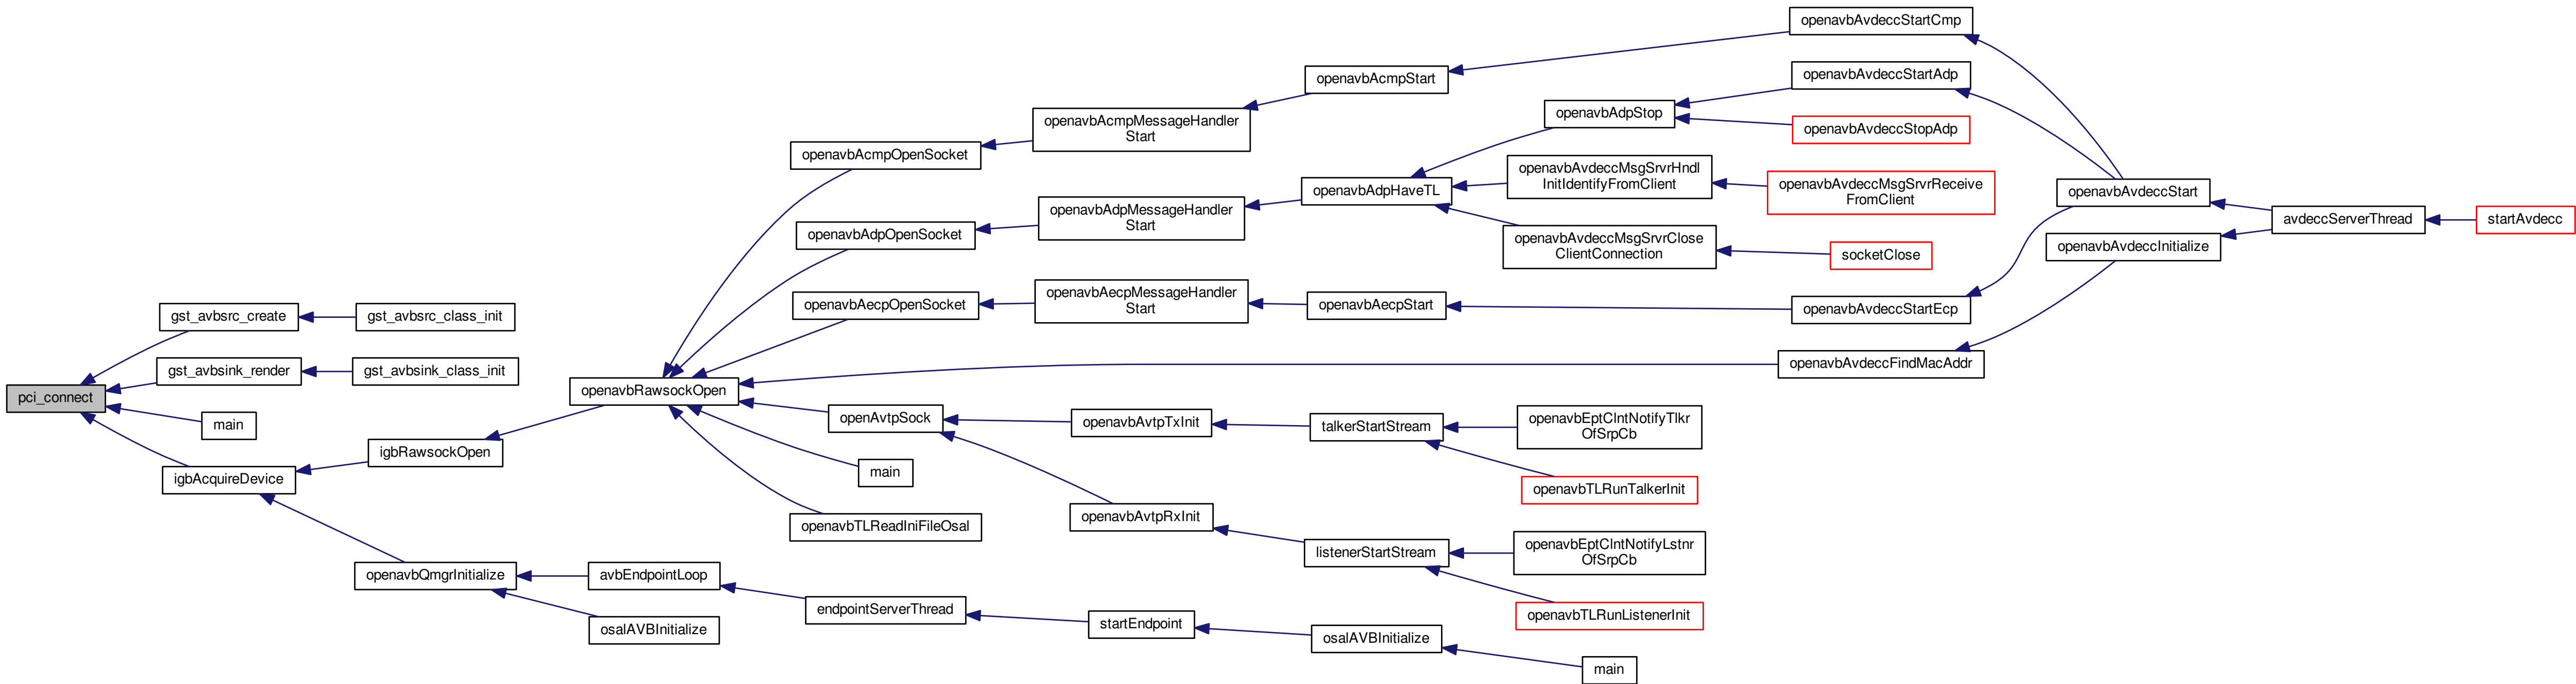 pci_connect
gst_avbsrc_create
gst_avbsrc_class_init
gst_avbsink_render
gst_avbsink_class_init
main
igbAcquireDevice
igbRawsockOpen
openavbRawsockOpen
openavbAcmpOpenSocket
openavbAcmpMessageHandler
Start
openavbAcmpStart
openavbAvdeccStartCmp
openavbAdpOpenSocket
openavbAdpMessageHandler
Start
openavbAdpHaveTL
openavbAdpStop
openavbAvdeccStartAdp
openavbAvdeccStopAdp
openavbAvdeccMsgSrvrHndl
InitIdentifyFromClient
openavbAvdeccMsgSrvrReceive
FromClient
openavbAvdeccMsgSrvrClose
ClientConnection
socketClose
openavbAecpOpenSocket
openavbAecpMessageHandler
Start
openavbAecpStart
openavbAvdeccStartEcp
openavbAvdeccStart
openavbAvdeccInitialize
avdeccServerThread
startAvdecc
openavbAvdeccFindMacAddr
openAvtpSock
openavbAvtpTxInit
talkerStartStream
openavbEptClntNotifyTlkr
OfSrpCb
openavbTLRunTalkerInit
main
openavbTLReadIniFileOsal
openavbAvtpRxInit
listenerStartStream
openavbEptClntNotifyLstnr
OfSrpCb
openavbTLRunListenerInit
openavbQmgrInitialize
avbEndpointLoop
osalAVBInitialize
endpointServerThread
startEndpoint
osalAVBInitialize
main